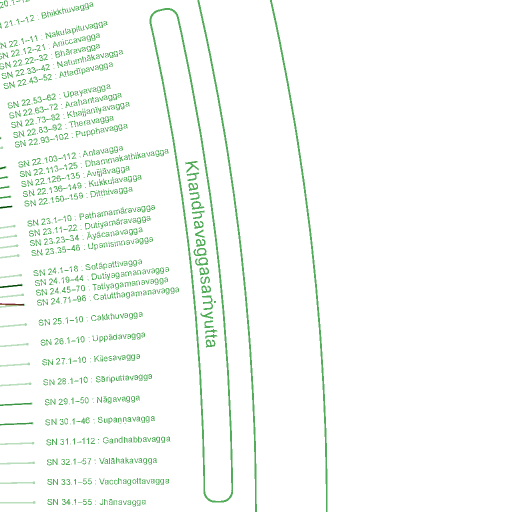 21.1–12 : Bhikkhuvagga
SN 22.1–11 : Nakulapituvagga
SN 22.12–21 : Aniccavagga
SN 22.22–32 : Bhāravagga
SN 22.33–42 : Natumhākavagga
SN 22.43–52 : Attadīpavagga
SN 22.53–62 : Upayavagga
SN 22.63–72 : Arahantavagga
SN 22.73–82 : Khajjanīyavagga
SN 22.83–92 : Theravagga
SN 22.93–102 : Pupphavagga
SN 22.103–112 : Antavagga
SN 22.113–125 : Dhammakathikavagga
SN 22.126–135 : Avijjāvagga
SN 22.136–149 : Kukkuḷavagga
SN 22.150–159 : Diṭṭhivagga
SN 23.1–10 : Paṭhamamāravagga
SN 23.11–22 : Dutiyamāravagga
SN 23.23–34 : Āyācanavagga
SN 23.35–46 : Upanisinnavagga
SN 24.1–18 : Sotāpattivagga
SN 24.19–44 : Dutiyagamanavagga
SN 24.45–70 : Tatiyagamanavagga
SN 24.71–96 : Catutthagamanavagga
SN 25.1–10 : Cakkhuvagga
SN 26.1–10 : Uppādavagga
SN 27.1–10 : Kilesavagga
SN 28.1–10 : Sāriputtavagga
SN 29.1–50 : Nāgavagga
SN 30.1–46 : Supaṇṇavagga
SN 31.1–112 : Gandhabbavagga
SN 32.1–57 : Valāhakavagga
SN 33.1–55 : Vacchagottavagga
SN 34.1–55 : Jhānavagga
Khandhavaggasaṁyutta